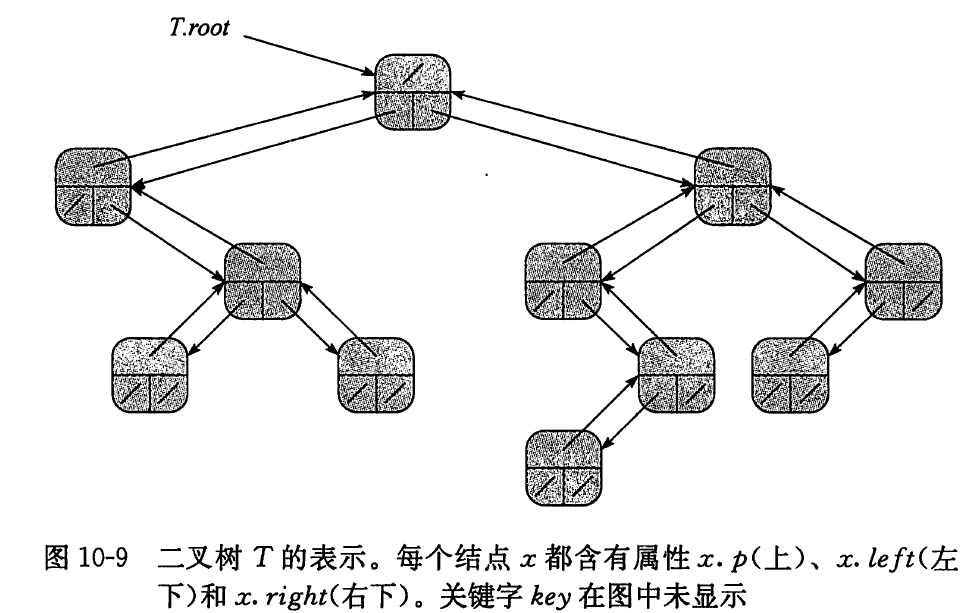 T.root
图 10-9 二叉树 T 的表示。每个结点 x 都含有属性 x.p(上)、x.left(左
下)和 x.right(右下)。关键字 key 在图中未显示